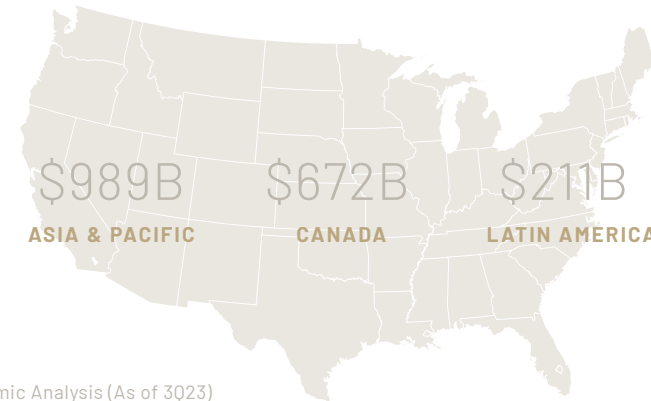 $989B $672B $211B
ASIA & PACIFIC CANADA LATIN AMERICA
mic Analysis (As of 3Q23)